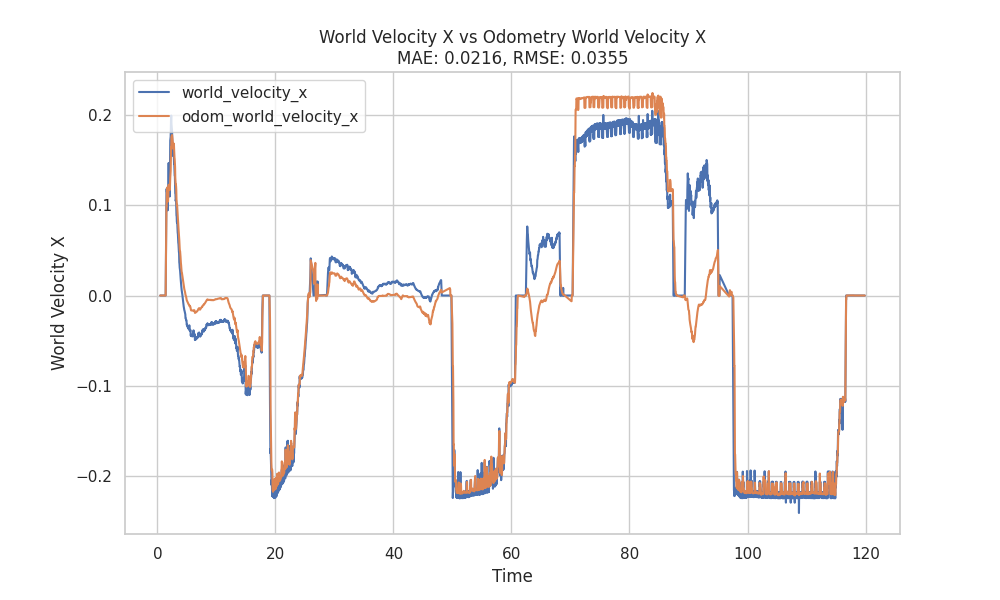 World Velocity X vs Odometry World Velocity X
MAE: 0.0216, RMSE: 0.0355
world_velocity_x
odom_world_velocity_x
World Velocity X
0.2
0.1
0.0
−0.1
−0.2
0 20 40 60 80 100 120
Time